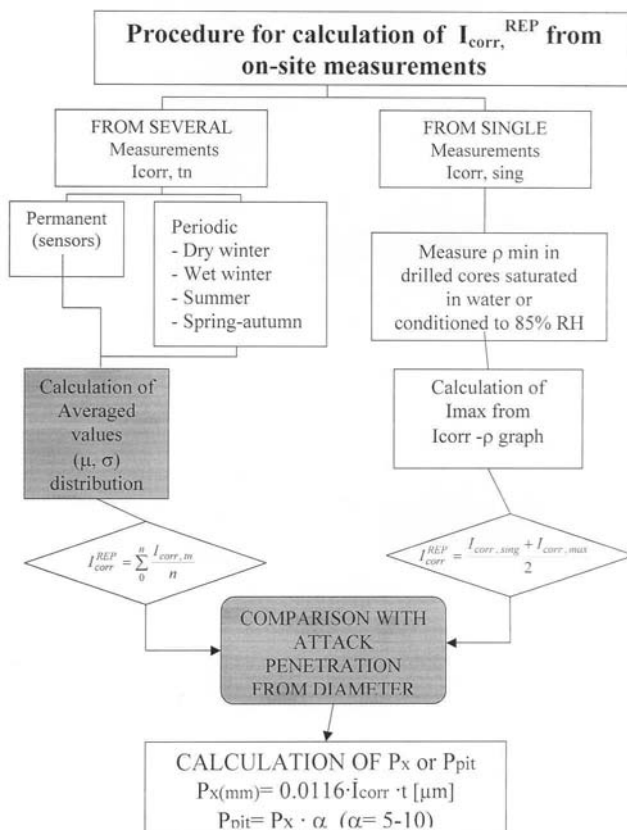 Procedure for calculation of Icorr,^REP from
on-site measurements
FROM SEVERAL
Measurements
Icorr, tn
FROM SINGLE
Measurements
Icorr, sing
Permanent
(sensors)
Periodic
- Dry winter
- Wet winter
- Summer
- Spring-autumn
Measure ρ min in
drilled cores saturated
in water or
conditioned to 85% RH
Calculation of
Averaged
values
(μ, σ)
distribution
Calculation of
Imax from
Icorr -ρ graph
I_corr^REP = ∑_0^n I_corr,tn / n
I_corr^REP = (I_corr,sing + I_corr,max) / 2
COMPARISON WITH
ATTACK
PENETRATION
FROM DIAMETER
CALCULATION OF Px or Ppit
Px(mm)= 0.0116·İcorr ·t [μm]
Ppit= Px · α (α= 5-10)